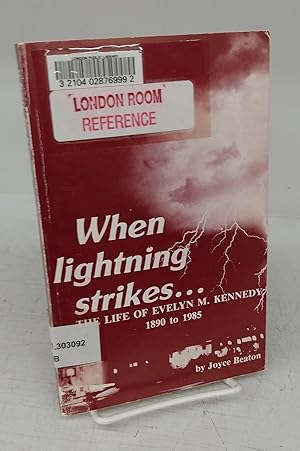 3 2104 02876999 2
LONDON ROOM
REFERENCE
When
lightning
strikes...
THE LIFE OF EVELYN M. KENNEDY
1890 to 1985
.303092
B
by Joyce Beaton